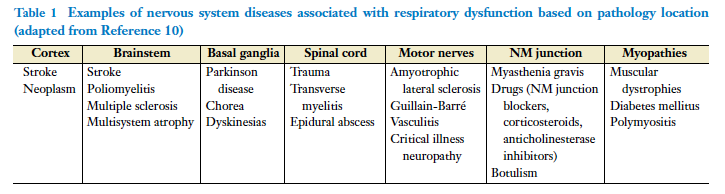 Table 1 Examples of nervous system diseases associated with respiratory dysfunction based on pathology location
(adapted from Reference 10)
Cortex Brainstem Basal ganglia Spinal cord Motor nerves NM junction Myopathies
Stroke Stroke Parkinson Trauma Amyotrophic Myasthenia gravis Muscular
Neoplasm Poliomyelitis disease Transverse lateral sclerosis Drugs (NM junction dystrophies
Multiple sclerosis Chorea myelitis Guillain-Barré blockers, Diabetes mellitus
Multisystem atrophy Dyskinesias Epidural abscess Vasculitis corticosteroids, Polymyositis
Critical illness anticholinesterase
neuropathy inhibitors)
Botulism